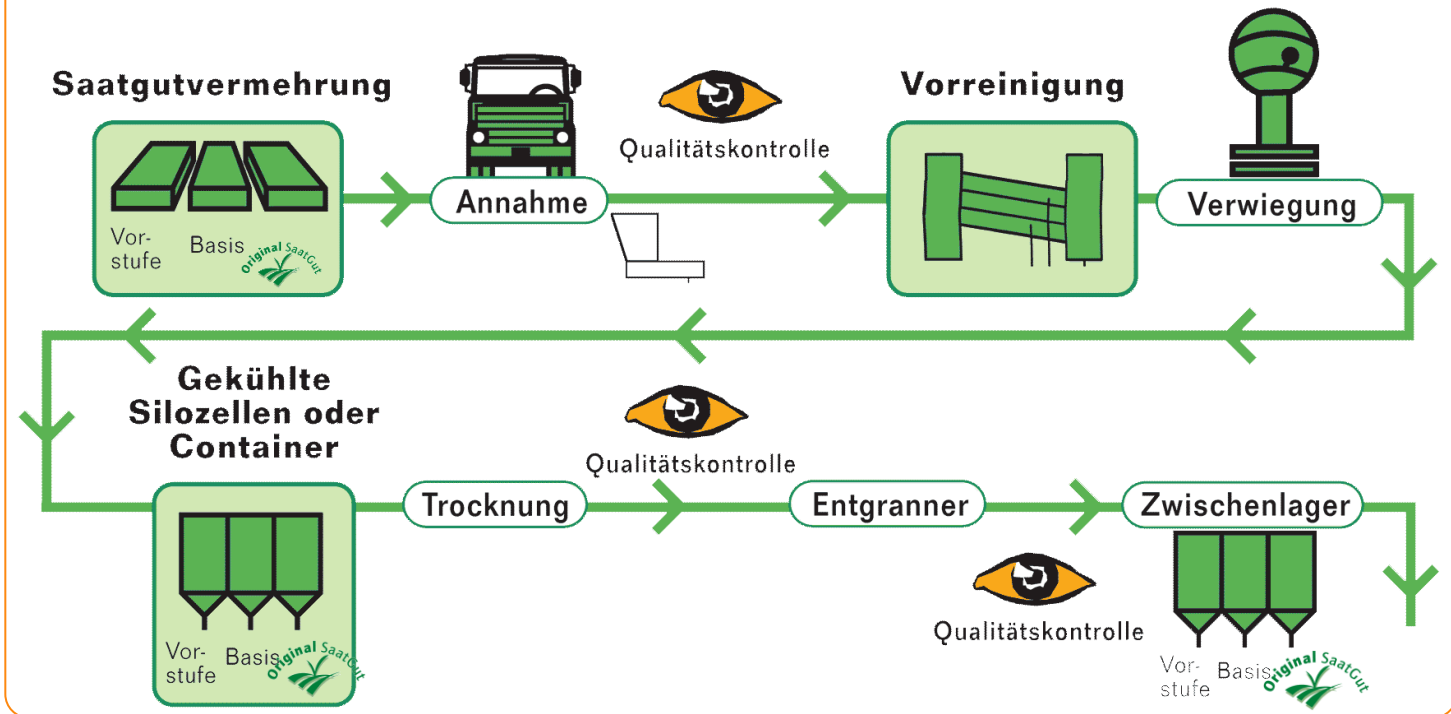 Saatgutvermehrung
Vor-
stufe
Basis
Original SaatGut
Annahme
Qualitätskontrolle
Vorreinigung
Verwiegung
Gekühlte
Silozellen oder
Container
Vor-
stufe
Basis
Original SaatGut
Trocknung
Qualitätskontrolle
Entgranner
Qualitätskontrolle
Zwischenlager
Vor-
stufe
Basis
Original SaatGut